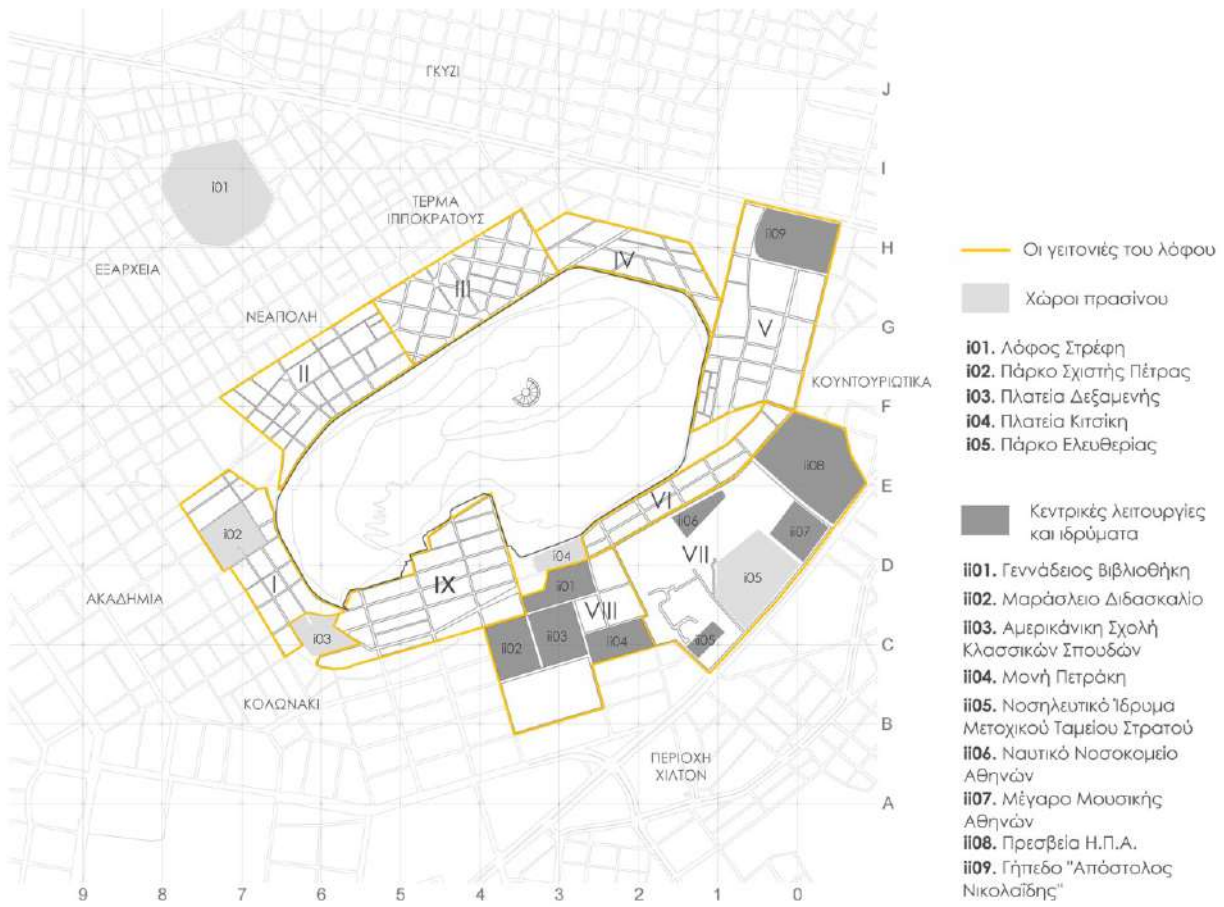 ΓΚΥΖΙ
J
I
i01
ΤΕΡΜΑ
ΙΠΠΟΚΡΑΤΟΥΣ
ii09
H
ΕΞΑΡΧΕΙΑ
IV
III
ΝΕΑΠΟΛΗ
G
V
II
ΚΟΥΝΤΟΥΡΙΩΤΙΚΑ
F
ii08
E
VI
i02
ii06
ii07
VII
i04
D
I
IX
ii01
i05
ΑΚΑΔΗΜΙΑ
VIII
i03
ii02
ii03
ii04
ii05
C
ΚΟΛΩΝΑΚΙ
B
ΠΕΡΙΟΧΗ
ΧΙΛΤΟΝ
A
9 8 7 6 5 4 3 2 1 0
Οι γειτονιές του λόφου
Χώροι πρασίνου
i01. Λόφος Στρέφη
i02. Πάρκο Σχιστής Πέτρας
i03. Πλατεία Δεξαμενής
i04. Πλατεία Κιτσίκη
i05. Πάρκο Ελευθερίας
Κεντρικές λειτουργίες
και ιδρύματα
ii01. Γεννάδειος Βιβλιοθήκη
ii02. Μαράσλειο Διδασκαλίο
ii03. Αμερικάνικη Σχολή
Κλασσικών Σπουδών
ii04. Μονή Πετράκη
ii05. Νοσηλευτικό Ίδρυμα
Μετοχικού Ταμείου Στρατού
ii06. Ναυτικό Νοσοκομείο
Αθηνών
ii07. Μέγαρο Μουσικής
Αθηνών
ii08. Πρεσβεία Η.Π.Α.
ii09. Γήπεδο "Απόστολος
Νικολαΐδης"